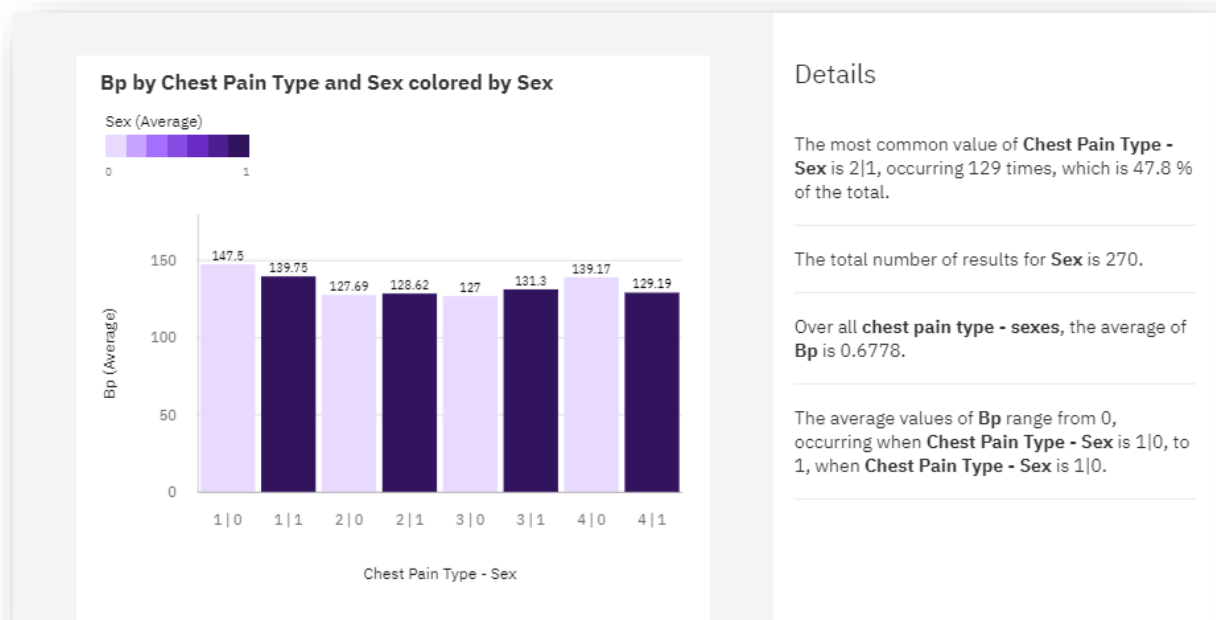 Bp by Chest Pain Type and Sex colored by Sex
Sex (Average)
0 1
150
100
50
0
Bp (Average)
147.5
139.75
127.69
128.62
127
131.3
139.17
129.19
1|0 1|1 2|0 2|1 3|0 3|1 4|0 4|1
Chest Pain Type - Sex
Details
The most common value of Chest Pain Type -
Sex is 2|1, occurring 129 times, which is 47.8 %
of the total.
The total number of results for Sex is 270.
Over all chest pain type - sexes, the average of
Bp is 0.6778.
The average values of Bp range from 0,
occurring when Chest Pain Type - Sex is 1|0, to
1, when Chest Pain Type - Sex is 1|0.